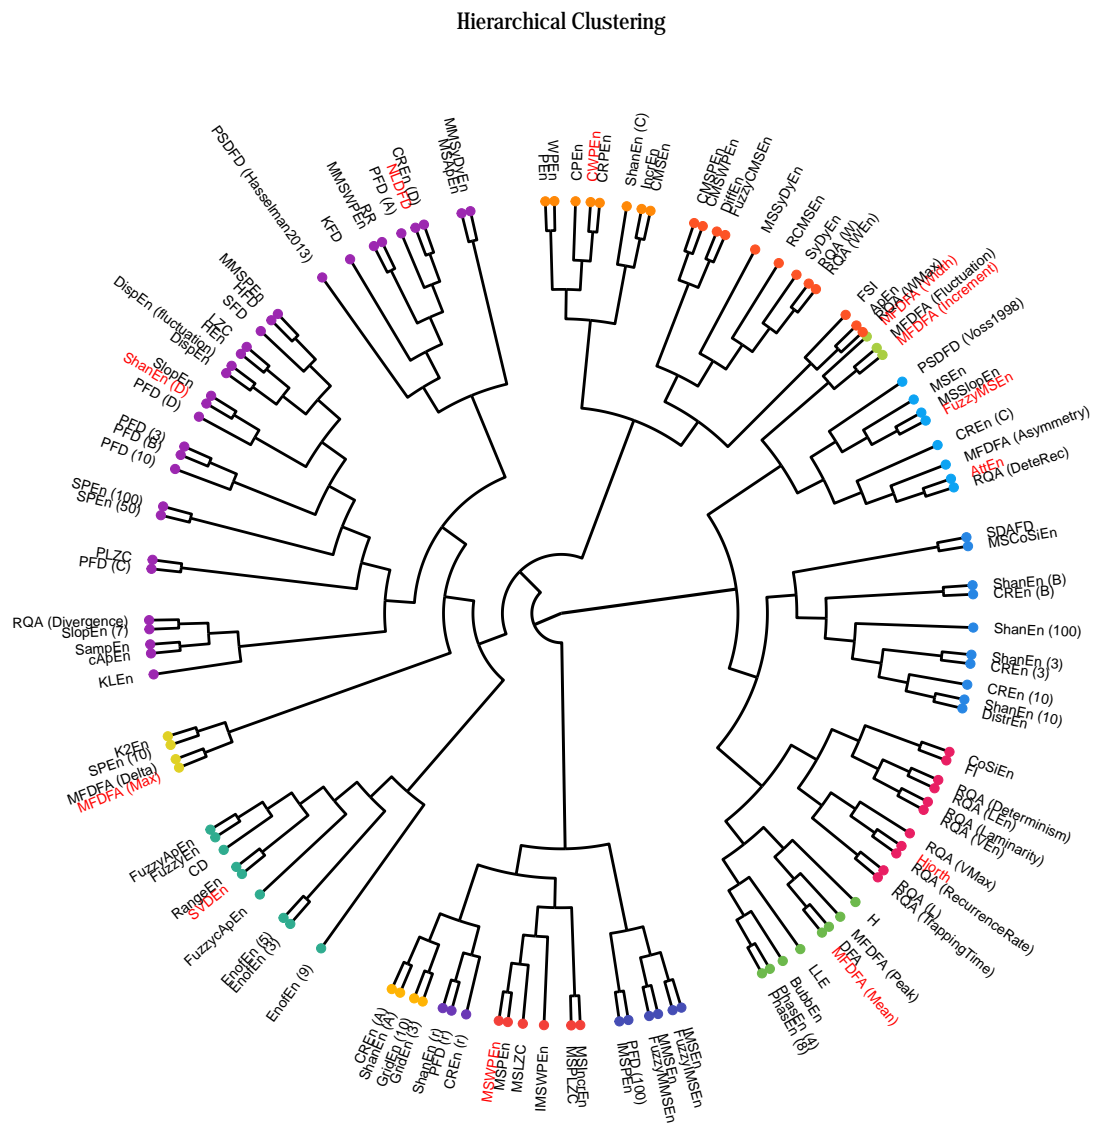 Hierarchical Clustering
PEn
WPEn
CPEn
CWPEn
CRPEn
ShanEn (C)
IncrEn
CMSEn
CMSPEn
CMSWPEn
DiffEn
FuzzyCMSEn
MSSyDyEn
RCMSEn
SyDyEn
RQA (W)
RQA (WEn)
FSI
ApEn
RQA (WMax)
MFDFA (Width)
MFDFA (Fluctuation)
MFDFA (Increment)
PSDFD (Voss1998)
MSEn
MSSlopEn
FuzzyMSEn
CREn (C)
MFDFA (Asymmetry)
AttEn
RQA (DeteRec)
SDAFD
MSCoSiEn
ShanEn (B)
CREn (B)
ShanEn (100)
ShanEn (3)
CREn (3)
CREn (10)
ShanEn (10)
DistrEn
CoSiEn
FI
RQA (Determinism)
RQA (LEn)
RQA (Laminarity)
RQA (VEn)
RQA (VMax)
Hjorth
RQA (RecurrenceRate)
RQA (L)
RQA (TrappingTime)
H
MFDFA (Peak)
DFA
MFDFA (Mean)
LLE
BubbEn
PhasEn (4)
PhasEn (8)
IMSEn
FuzzyIMSEn
MMSEn
FuzzyMMSEn
PFD (100)
IMSPEn
MSIncrEn
MSPLZC
IMSWPEn
MSLZC
MSPEn
MSWPEn
CREn (r)
PFD (r)
ShanEn (r)
GridEn (3)
GridEn (10)
ShanEn (A)
CREn (A)
EnofEn (9)
EnofEn (3)
EnofEn (5)
FuzzycApEn
SVDEn
RangeEn
CD
FuzzyEn
FuzzyApEn
MFDFA (Max)
MFDFA (Delta)
SPEn (10)
K2En
KLEn
cApEn
SampEn
SlopEn (7)
RQA (Divergence)
PFD (C)
PLZC
SPEn (50)
SPEn (100)
PFD (10)
PFD (B)
PFD (3)
PFD (D)
ShanEn (D)
SlopEn
DispEn
DispEn (fluctuation)
HEn
LZC
SFD
HFD
MMSPEn
PSDFD (Hasselman2013)
KFD
MMSWPEn
RR
PFD (A)
NLDFD
CREn (D)
MSApEn
MMSyDyEn